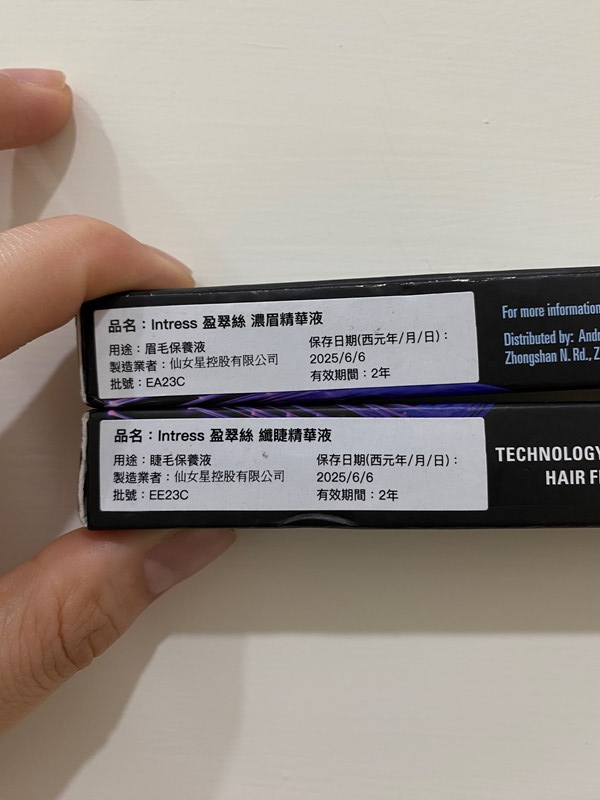 品名：Intress 盈翠絲 濃眉精華液
用途：眉毛保養液
製造業者：仙女星控股有限公司
批號：EA23C
保存日期(西元年/月/日)：
2025/6/6
有效期間：2年
For more information
Distributed by:
Zhongshan N. Rd.,
品名：Intress 盈翠絲 纖睫精華液
用途：睫毛保養液
製造業者：仙女星控股有限公司
批號：EE23C
保存日期(西元年/月/日)：
2025/6/6
有效期間：2年
TECHNOLOGY
HAIR